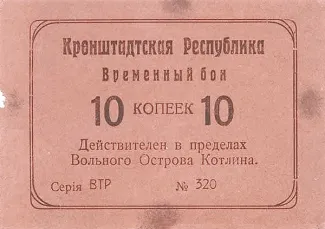 Кронштадтская Республика
Временный бон
10 КОПЕЕК 10
Действителен в пределах
Вольного Острова Котлина.
Серія ВТР № 320